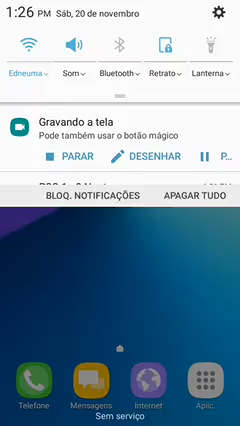 1:26 PM Sáb, 20 de novembro
Edneuma Som Bluetooth Retrato Lanterna
Gravando a tela
Pode também usar o botão mágico
PARAR DESENHAR P...
BLOQ. NOTIFICAÇÕES APAGAR TUDO
Telefone Mensagens Internet Aplic.
Sem serviço